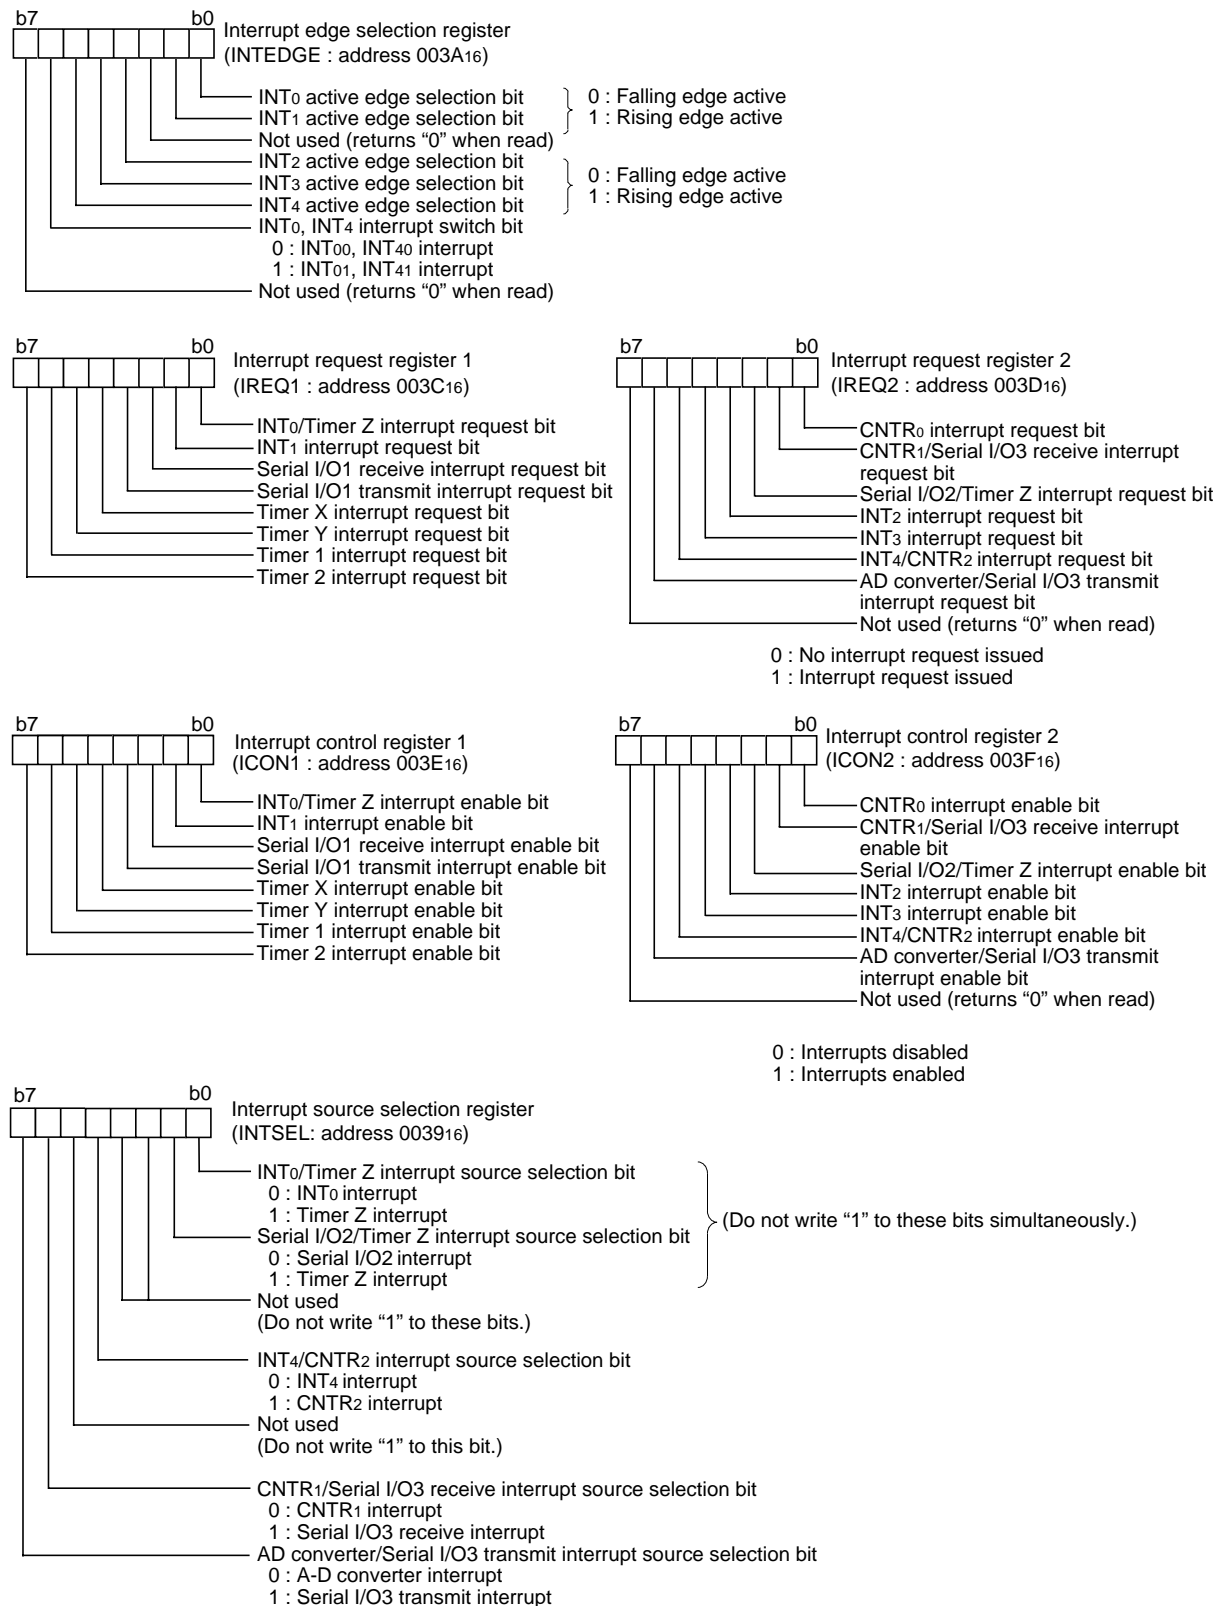 b7 b0
Interrupt edge selection register
(INTEDGE : address 003A16)
INT0 active edge selection bit
INT1 active edge selection bit
0 : Falling edge active
1 : Rising edge active
Not used (returns “0” when read)
INT2 active edge selection bit
INT3 active edge selection bit
INT4 active edge selection bit
0 : Falling edge active
1 : Rising edge active
INT0, INT4 interrupt switch bit
0 : INT00, INT40 interrupt
1 : INT01, INT41 interrupt
Not used (returns “0” when read)
b7 b0
Interrupt request register 1
(IREQ1 : address 003C16)
INT0/Timer Z interrupt request bit
INT1 interrupt request bit
Serial I/O1 receive interrupt request bit
Serial I/O1 transmit interrupt request bit
Timer X interrupt request bit
Timer Y interrupt request bit
Timer 1 interrupt request bit
Timer 2 interrupt request bit
b7 b0
Interrupt request register 2
(IREQ2 : address 003D16)
CNTR0 interrupt request bit
CNTR1/Serial I/O3 receive interrupt
request bit
Serial I/O2/Timer Z interrupt request bit
INT2 interrupt request bit
INT3 interrupt request bit
INT4/CNTR2 interrupt request bit
AD converter/Serial I/O3 transmit
interrupt request bit
Not used (returns “0” when read)
0 : No interrupt request issued
1 : Interrupt request issued
b7 b0
Interrupt control register 1
(ICON1 : address 003E16)
INT0/Timer Z interrupt enable bit
INT1 interrupt enable bit
Serial I/O1 receive interrupt enable bit
Serial I/O1 transmit interrupt enable bit
Timer X interrupt enable bit
Timer Y interrupt enable bit
Timer 1 interrupt enable bit
Timer 2 interrupt enable bit
b7 b0
Interrupt control register 2
(ICON2 : address 003F16)
CNTR0 interrupt enable bit
CNTR1/Serial I/O3 receive interrupt
enable bit
Serial I/O2/Timer Z interrupt enable bit
INT2 interrupt enable bit
INT3 interrupt enable bit
INT4/CNTR2 interrupt enable bit
AD converter/Serial I/O3 transmit
interrupt enable bit
Not used (returns “0” when read)
0 : Interrupts disabled
1 : Interrupts enabled
b7 b0
Interrupt source selection register
(INTSEL: address 003916)
INT0/Timer Z interrupt source selection bit
0 : INT0 interrupt
1 : Timer Z interrupt
Serial I/O2/Timer Z interrupt source selection bit
0 : Serial I/O2 interrupt
1 : Timer Z interrupt
(Do not write “1” to these bits simultaneously.)
Not used
(Do not write “1” to these bits.)
INT4/CNTR2 interrupt source selection bit
0 : INT4 interrupt
1 : CNTR2 interrupt
Not used
(Do not write “1” to this bit.)
CNTR1/Serial I/O3 receive interrupt source selection bit
0 : CNTR1 interrupt
1 : Serial I/O3 receive interrupt
AD converter/Serial I/O3 transmit interrupt source selection bit
0 : A-D converter interrupt
1 : Serial I/O3 transmit interrupt